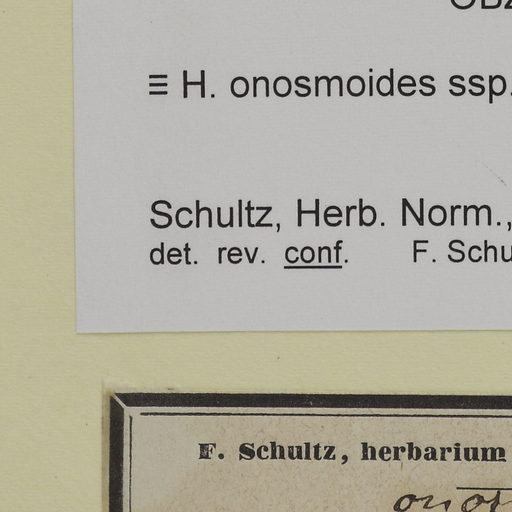 ≡ H. onosmoides ssp.
Schultz, Herb. Norm.,
det. rev. conf. F. Schu
F. Schultz, herbarium